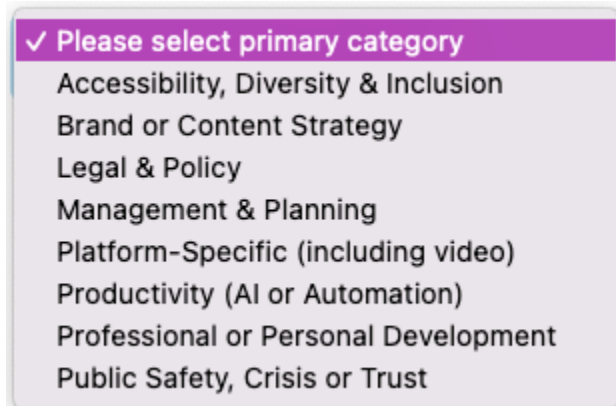 ✓ Please select primary category
Accessibility, Diversity & Inclusion
Brand or Content Strategy
Legal & Policy
Management & Planning
Platform-Specific (including video)
Productivity (AI or Automation)
Professional or Personal Development
Public Safety, Crisis or Trust